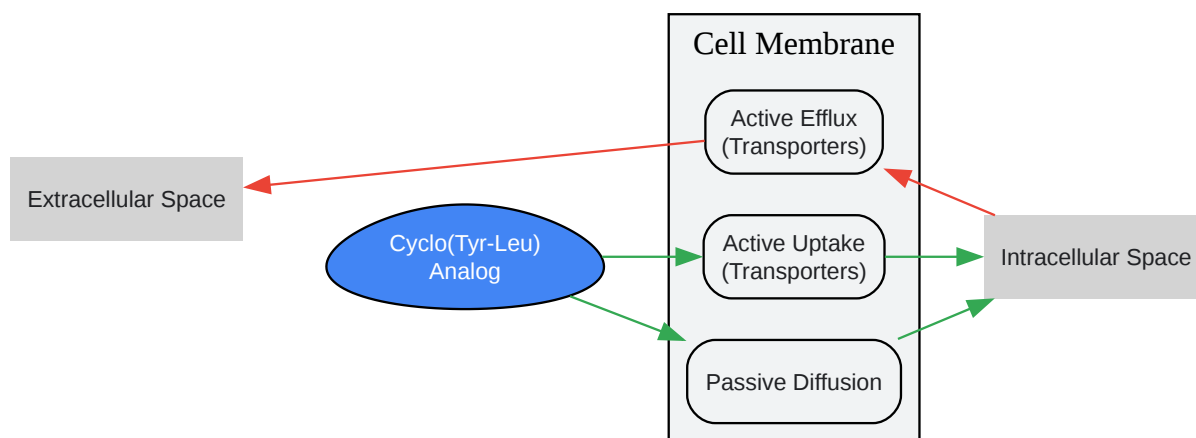 Cell Membrane
Active Efflux
(Transporters)
Extracellular Space
Cyclo(Tyr-Leu)
Analog
Active Uptake
(Transporters)
Intracellular Space
Passive Diffusion